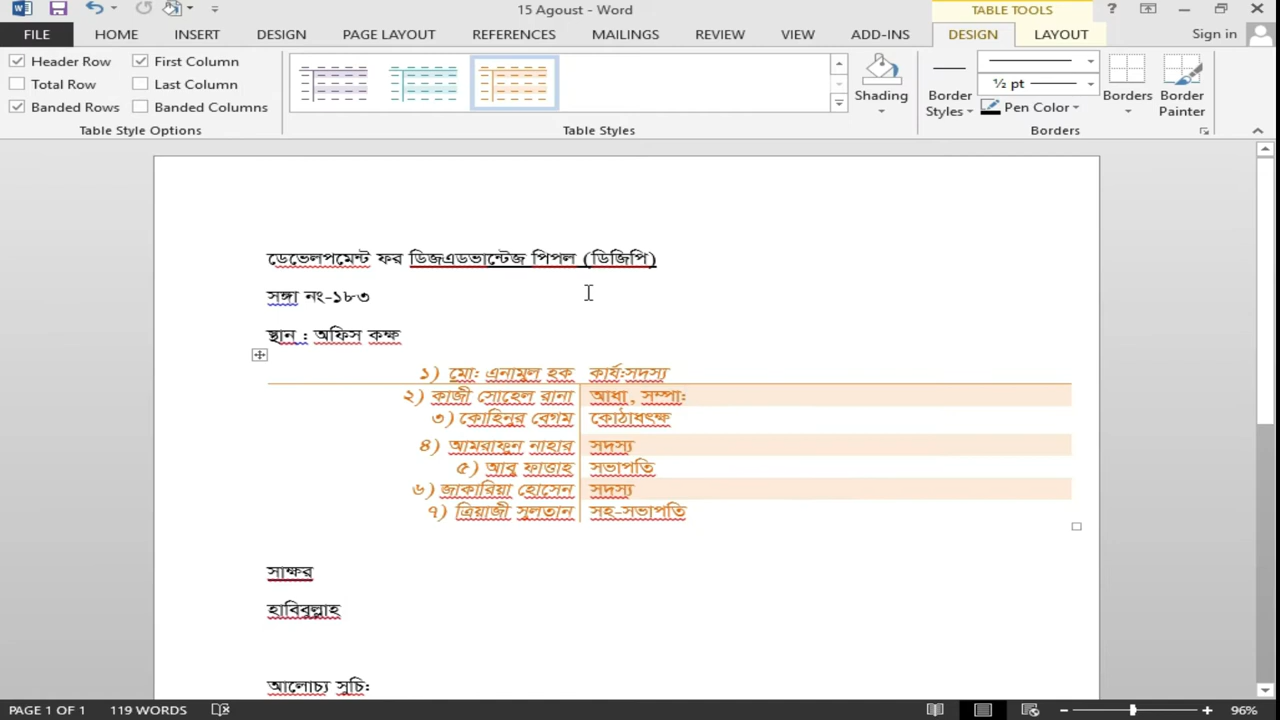 15 Agoust - Word
TABLE TOOLS
?
FILE HOME INSERT DESIGN PAGE LAYOUT REFERENCES MAILINGS REVIEW VIEW ADD-INS DESIGN LAYOUT Sign in
Header Row First Column
Total Row Last Column
Banded Rows Banded Columns
Table Style Options
Table Styles
Shading
Border Styles
½ pt
Pen Color
Borders
Border Painter
Borders
ডেভেলপমেন্ট ফর ডিজএডভান্টেজ পিপল (ডিজিপি)
সঙ্গা নং-১৮৩
স্থান : অফিস কক্ষ
১) মো: এনামুল হক কার্য:সদস্য
২) কাজী সোহেল রানা আধা, সম্পা:
৩) কোহিনুর বেগম কোঠাধৎক্ষ
৪) আমরাফুন নাহার সদস্য
৫) আবু ফাত্তাহ সভাপতি
৬) জাকারিয়া হোসেন সদস্য
৭) ত্রিয়াজী সুলতান সহ-সভাপতি
সাক্ষর
হাবিবুল্লাহ
আলোচ্য সুচি:
PAGE 1 OF 1 119 WORDS 96%